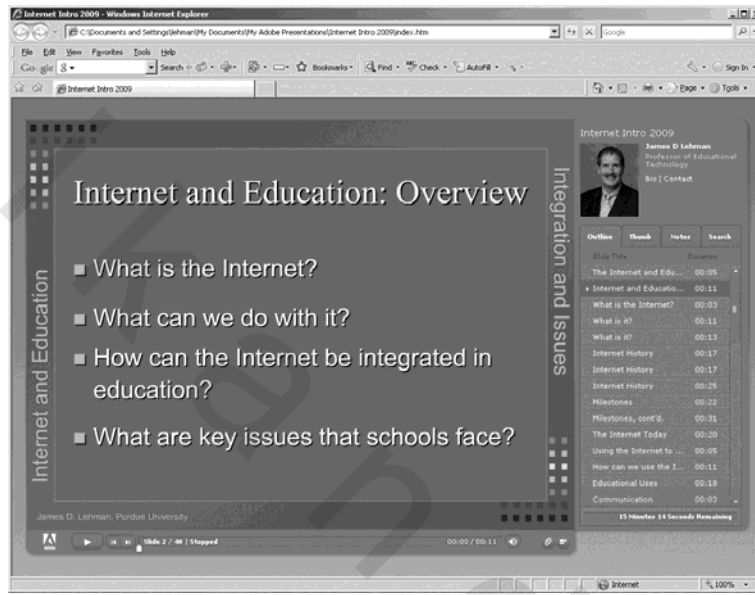 Internet Intro 2009 - Windows Internet Explorer
C:\Documents and Settings\lehman\My Documents\My Adobe Presentations\Internet Intro 2009\index.htm
Google
File Edit View Favorites Tools Help
Google
Search
Bookmarks
Find
Check
AutoFill
Sign In
Internet Intro 2009
Page
Tools
Internet and Education: Overview
What is the Internet?
What can we do with it?
How can the Internet be integrated in
education?
What are key issues that schools face?
Internet and Education
Integration and Issues
James D. Lehman, Purdue University
Slide 2 / 40 | Stopped
00:00 / 00:11
Internet Intro 2009
James D Lehman
Professor of Educational
Technology
Bio | Contact
Outline Thumb Notes Search
Slide Title Duration
The Internet and Edu... 00:05
Internet and Educatio... 00:11
What is the Internet? 00:03
What is it? 00:11
What is it? 00:13
Internet History 00:17
Internet History 00:17
Internet History 00:25
Milestones 00:22
Milestones, cont'd. 00:31
The Internet Today 00:20
Using the Internet to ... 00:05
How can we use the I... 00:11
Educational Uses 00:18
Communication 00:03
15 Minutes 14 Seconds Remaining
Internet
100%